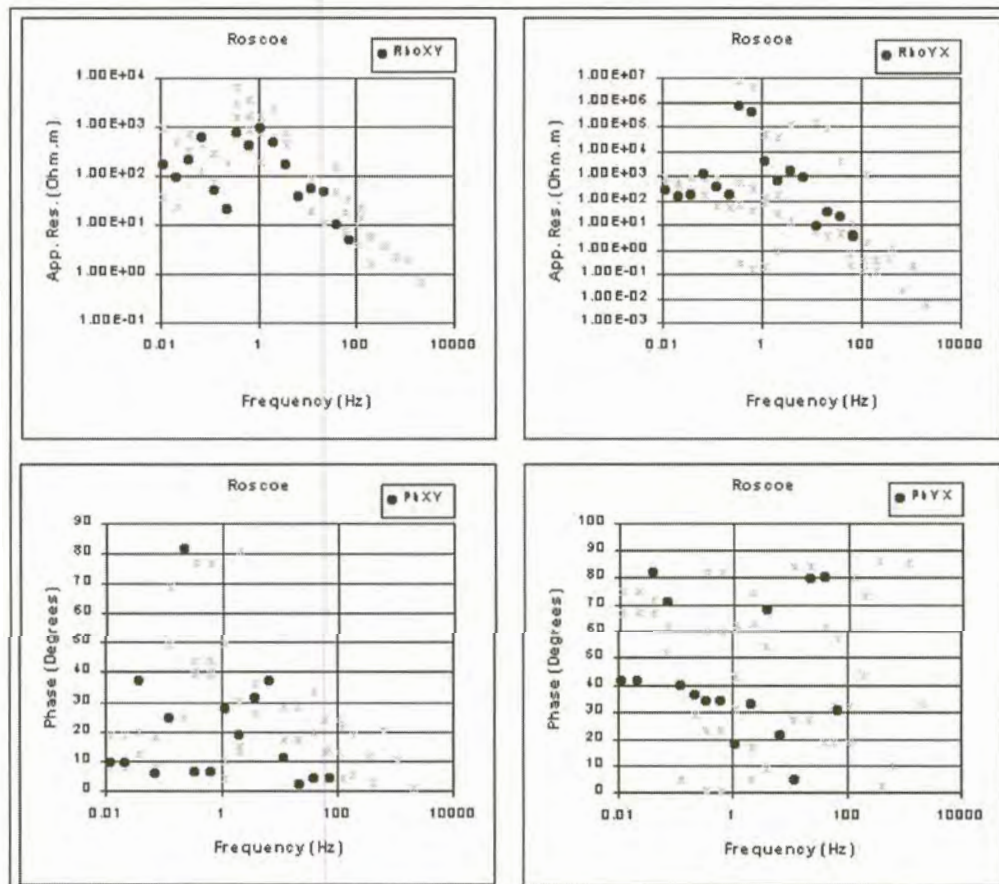 Roscoe
RhoXY
1.00E+04
1.00E+03
1.00E+02
1.00E+01
1.00E+00
1.00E-01
App. Res. (Ohm.m)
0.01 1 100 10000
Frequency (Hz)
Roscoe
RhoYX
1.00E+07
1.00E+06
1.00E+05
1.00E+04
1.00E+03
1.00E+02
1.00E+01
1.00E+00
1.00E-01
1.00E-02
1.00E-03
App. Res. (Ohm.m)
0.01 1 100 10000
Frequency (Hz)
Roscoe
PhXY
90
80
70
60
50
40
30
20
10
0
Phase (Degrees)
0.01 1 100 10000
Frequency (Hz)
Roscoe
PhYX
100
90
80
70
60
50
40
30
20
10
0
Phase (Degrees)
0.01 1 100 10000
Frequency (Hz)